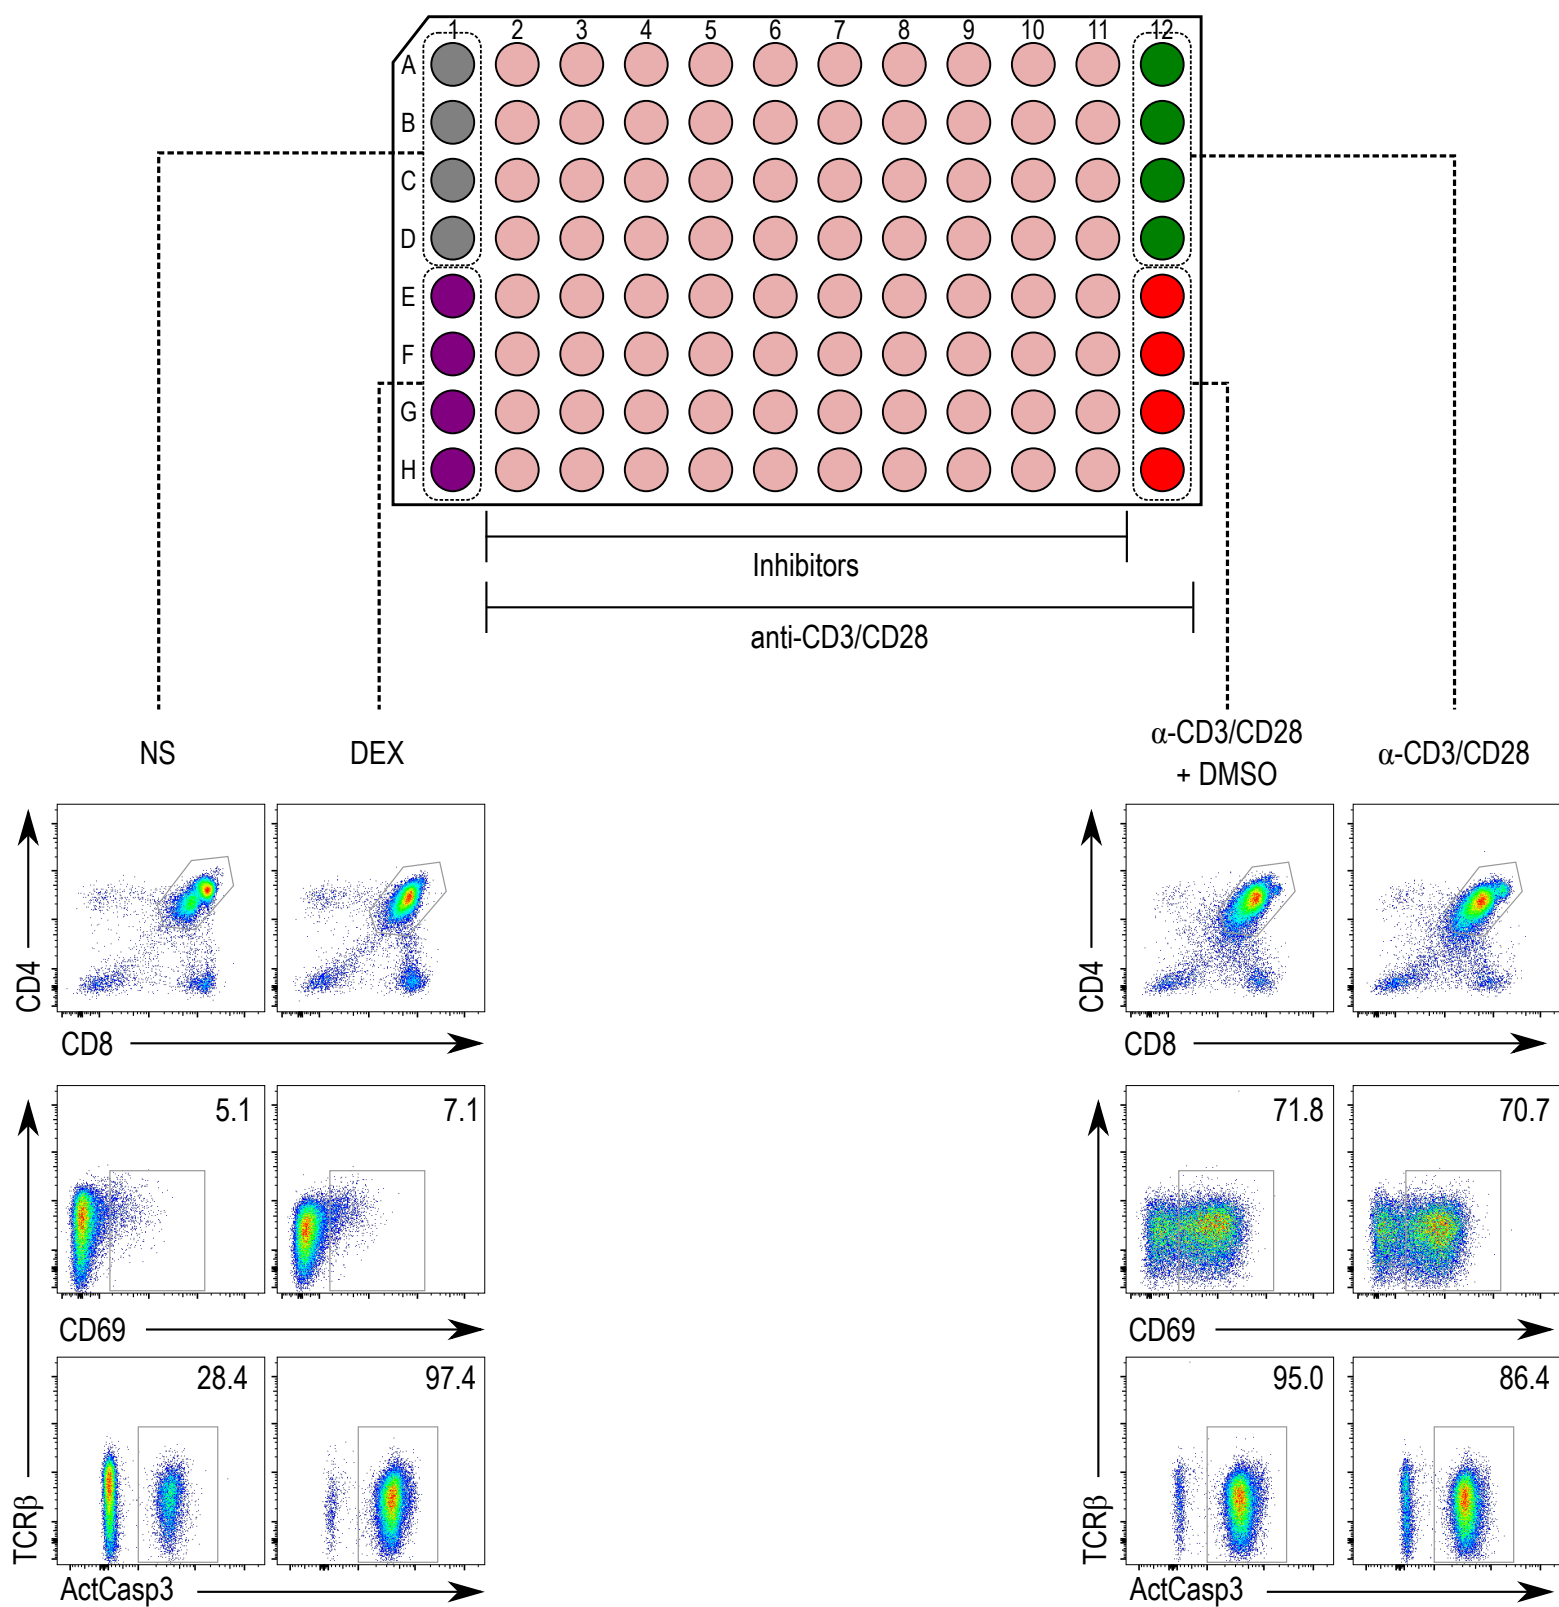 1 2 3 4 5 6 7 8 9 10 11 12
A
B
C
D
E
F
G
H
Inhibitors
anti-CD3/CD28
NS
DEX
α-CD3/CD28
+ DMSO
α-CD3/CD28
CD4
CD8
CD4
CD8
5.1
7.1
71.8
70.7
CD69
CD69
28.4
97.4
95.0
86.4
TCRβ
ActCasp3
TCRβ
ActCasp3